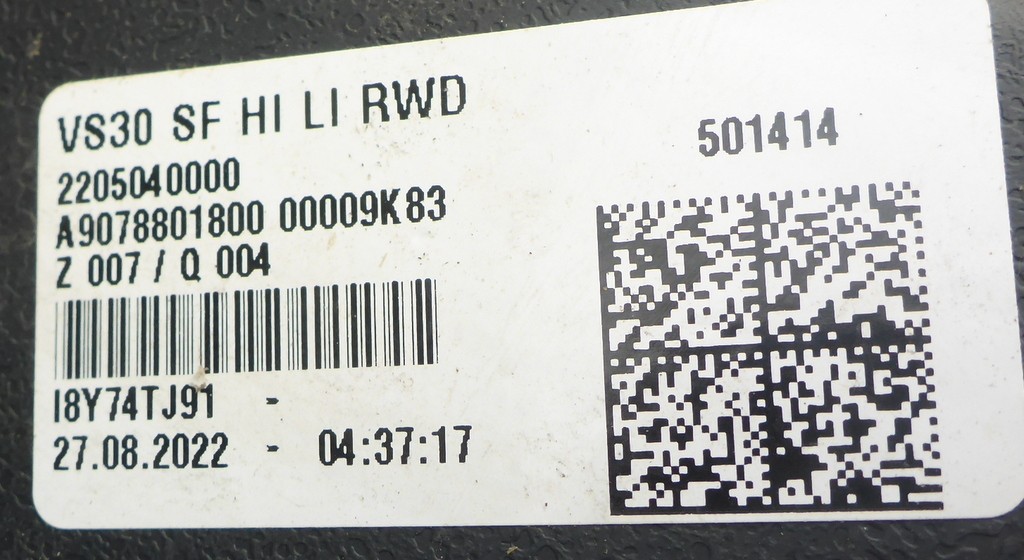 VS30 SF HI LI RWD
2205040000
A9078801800 00009K83
Z 007 / Q 004
I8Y74TJ91 -
27.08.2022 - 04:37:17
501414